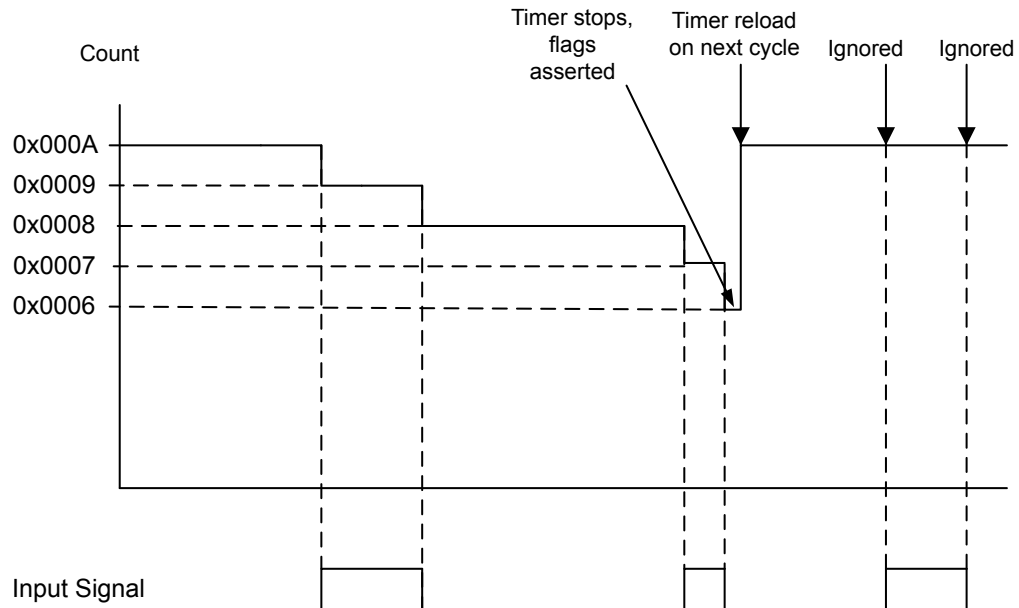 Timer stops,
flags
asserted
Timer reload
on next cycle
Ignored
Ignored
Count
0x000A
0x0009
0x0008
0x0007
0x0006
Input Signal